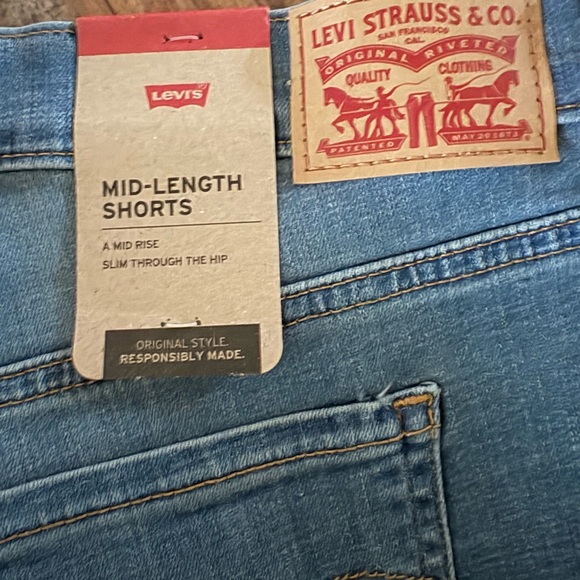 Levi's
MID-LENGTH
SHORTS
A MID RISE
SLIM THROUGH THE HIP
ORIGINAL STYLE.
RESPONSIBLY MADE.
LEVI STRAUSS & CO.
SAN FRANCISCO
CAL.
ORIGINAL RIVETED
QUALITY CLOTHING
PATENTED MAY 20 1873